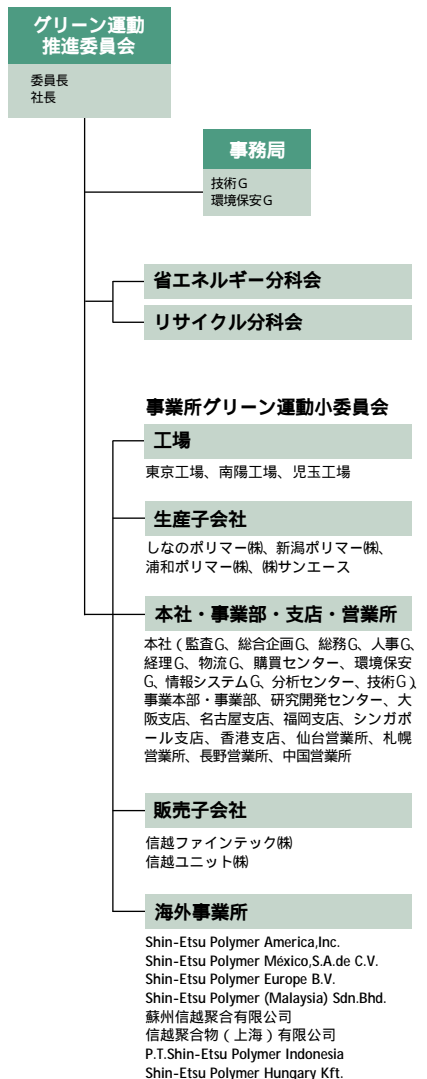 グリーン運動
推進委員会
委員長
社長
事務局
技術G
環境保安G
省エネルギー分科会
リサイクル分科会
事業所グリーン運動小委員会
工場
東京工場、南陽工場、児玉工場
生産子会社
しなのポリマー㈱、新潟ポリマー㈱、
浦和ポリマー㈱、㈱サンエース
本社・事業部・支店・営業所
本社（監査G、総合企画G、総務G、人事G、
経理G、物流G、購買センター、環境保安
G、情報システムG、分析センター、技術G）、
事業本部・事業部、研究開発センター、大
阪支店、名古屋支店、福岡支店、シンガポ
ール支店、香港支店、仙台営業所、札幌
営業所、長野営業所、中国営業所
販売子会社
信越ファインテック㈱
信越ユニット㈱
海外事業所
Shin-Etsu Polymer America,Inc.
Shin-Etsu Polymer México,S.A.de C.V.
Shin-Etsu Polymer Europe B.V.
Shin-Etsu Polymer (Malaysia) Sdn.Bhd.
蘇州信越聚合有限公司
信越聚合物（上海）有限公司
P.T.Shin-Etsu Polymer Indonesia
Shin-Etsu Polymer Hungary Kft.